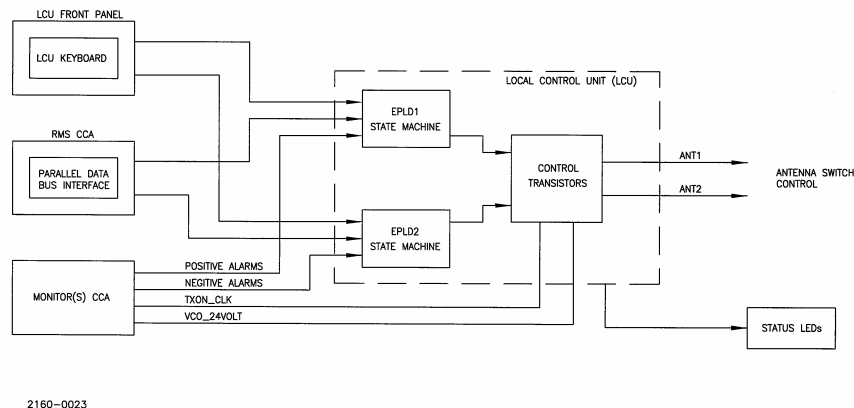 LCU FRONT PANEL
LCU KEYBOARD
LOCAL CONTROL UNIT (LCU)
EPLD1
STATE MACHINE
RMS CCA
PARALLEL DATA
BUS INTERFACE
CONTROL
TRANSISTORS
ANT1
ANT2
ANTENNA SWITCH
CONTROL
EPLD2
STATE MACHINE
MONITOR(S) CCA
POSITIVE ALARMS
NEGITIVE ALARMS
TXON_CLK
VCO_24VOLT
STATUS LEDs
2160-0023